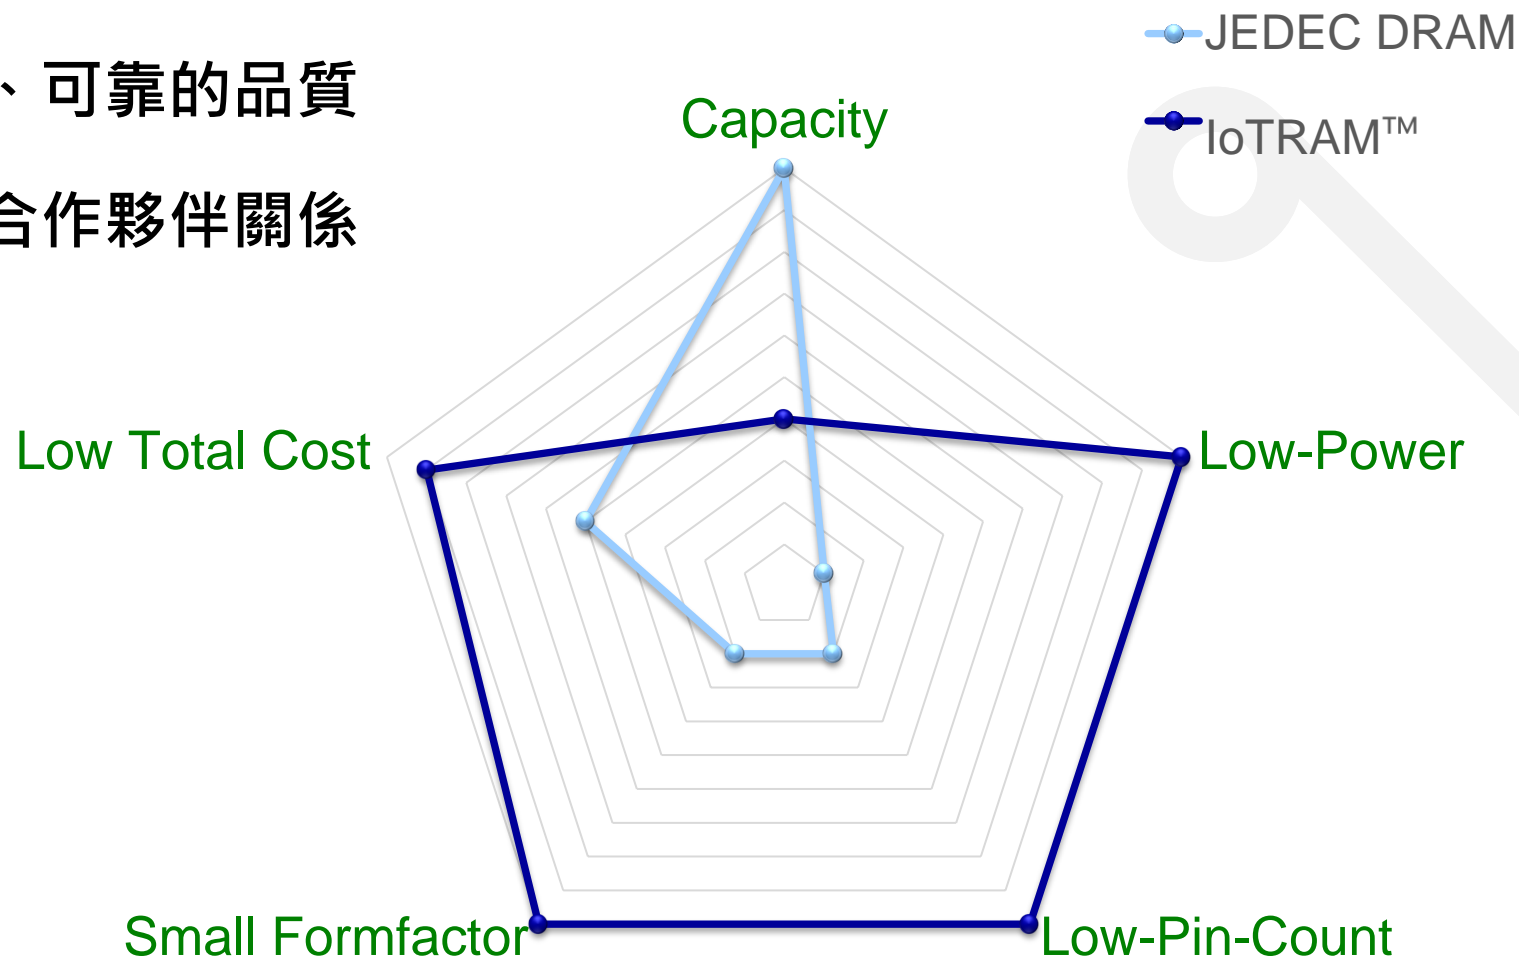 、可靠的品質
合作夥伴關係
JEDEC DRAM
IoTRAM™
Capacity
Low Total Cost
Low-Power
Small Formfactor
Low-Pin-Count